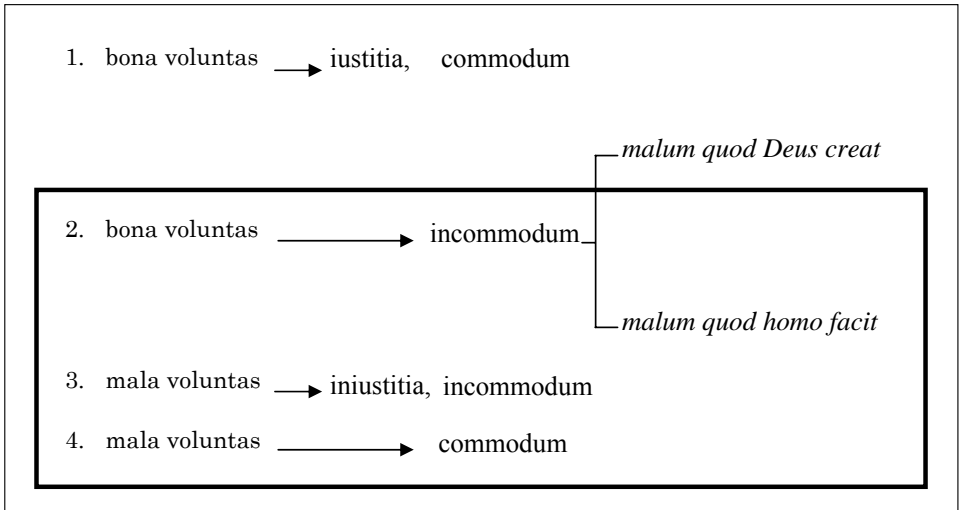 1. bona voluntas iustitia, commodum
malum quod Deus creat
2. bona voluntas incommodum
malum quod homo facit
3. mala voluntas iniustitia, incommodum
4. mala voluntas commodum